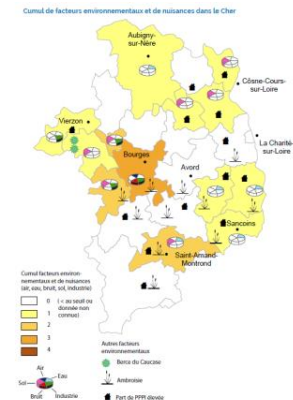 Cumul de facteurs environnementaux et de nuisances dans le Cher
Aubigny-
sur-Nère
Cosne-Cours-
sur-Loire
Vierzon
La Charité-
sur-Loire
Bourges
Avord
Sancoins
Saint-Amand-
Montrond
Cumul facteurs environ-
nementaux et de nuisances
(air, eau, bruit, sol, industrie)
0 (< au seuil ou
donnée non
connue)
1
2
3
4
Air
Eau
Sol
Bruit
Industrie
Autres facteurs
environnementaux
Berce du Caucase
Ambroisie
Part de PPPI élevée